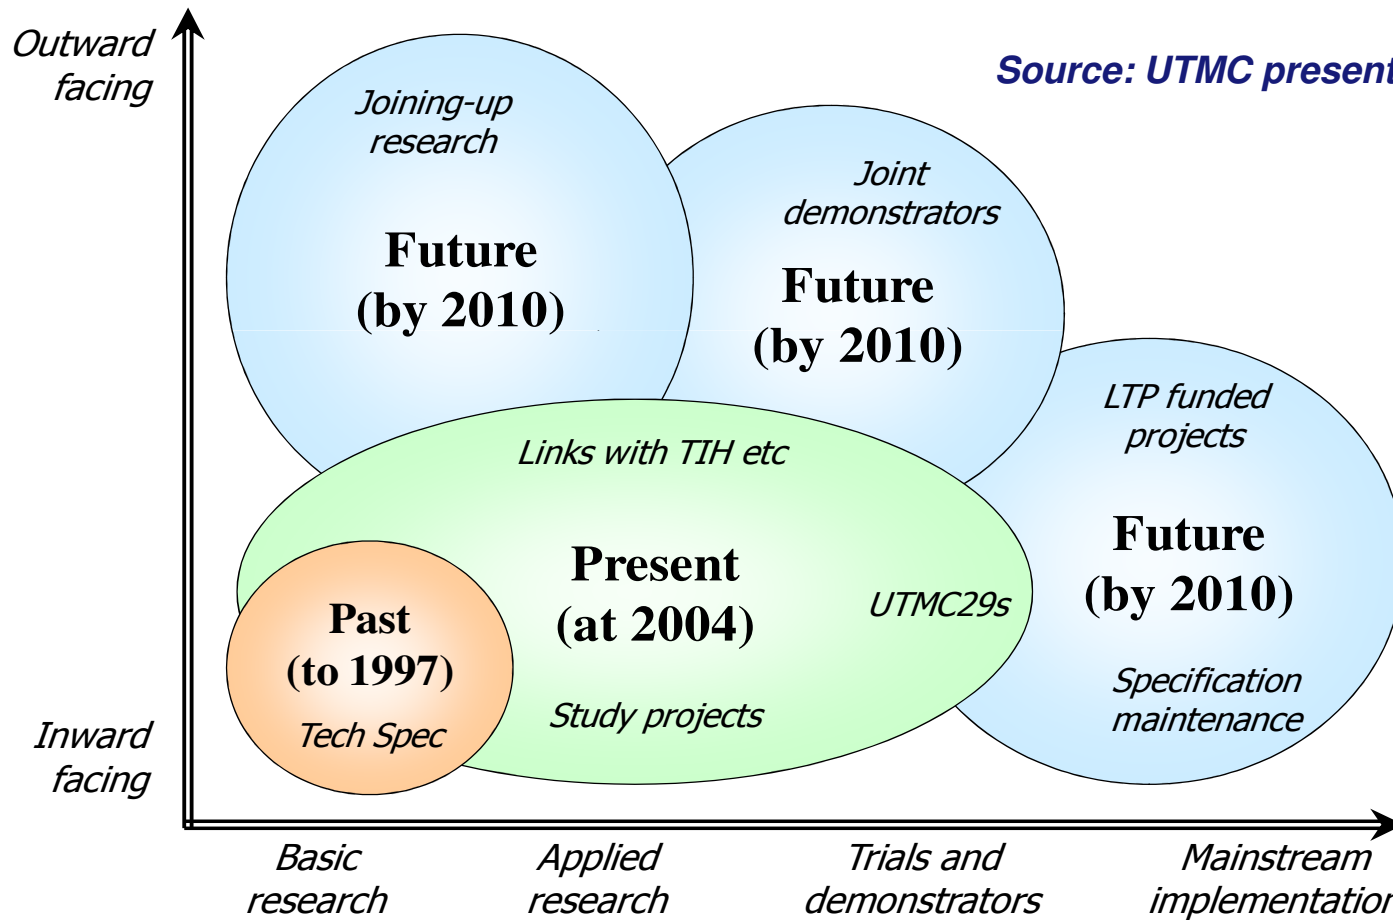 Outward
facing
Source: UTMC present
Joining-up
research
Future
(by 2010)
Joint
demonstrators
Future
(by 2010)
LTP funded
projects
Future
(by 2010)
Specification
maintenance
Links with TIH etc
Present
(at 2004)
UTMC29s
Study projects
Past
(to 1997)
Tech Spec
Inward
facing
Basic
research
Applied
research
Trials and
demonstrators
Mainstream
implementation